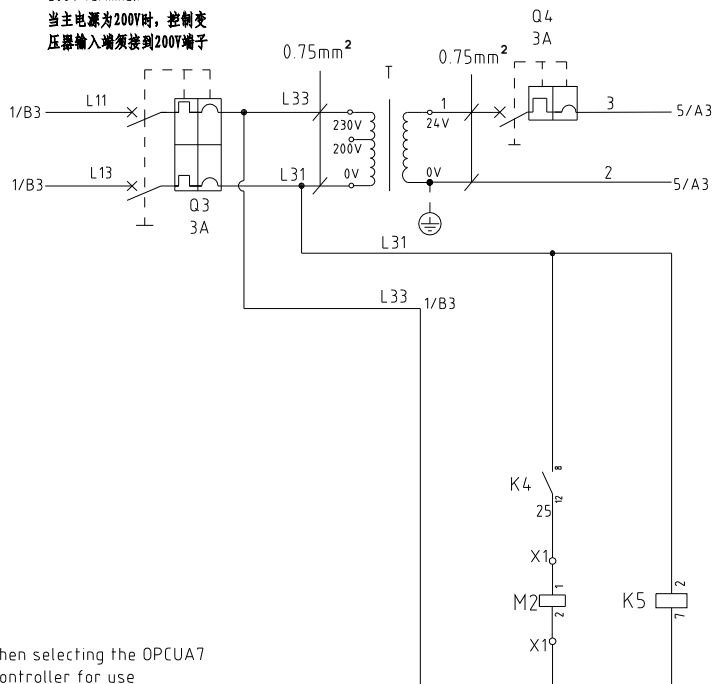 当主电源为200V时，控制变
压器输入端须接到200V端子
Q4
3A
0.75mm²
0.75mm²
T
1/B3
L11
L33
230V
200V
0V
1
24V
0V
3
5/A3
1/B3
L13
L31
2
5/A3
Q3
3A
L31
L33
1/B3
K4
8
12
25
X1
M2
1
2
K5
2
7
X1
hen selecting the OPCUA7
ontroller for use